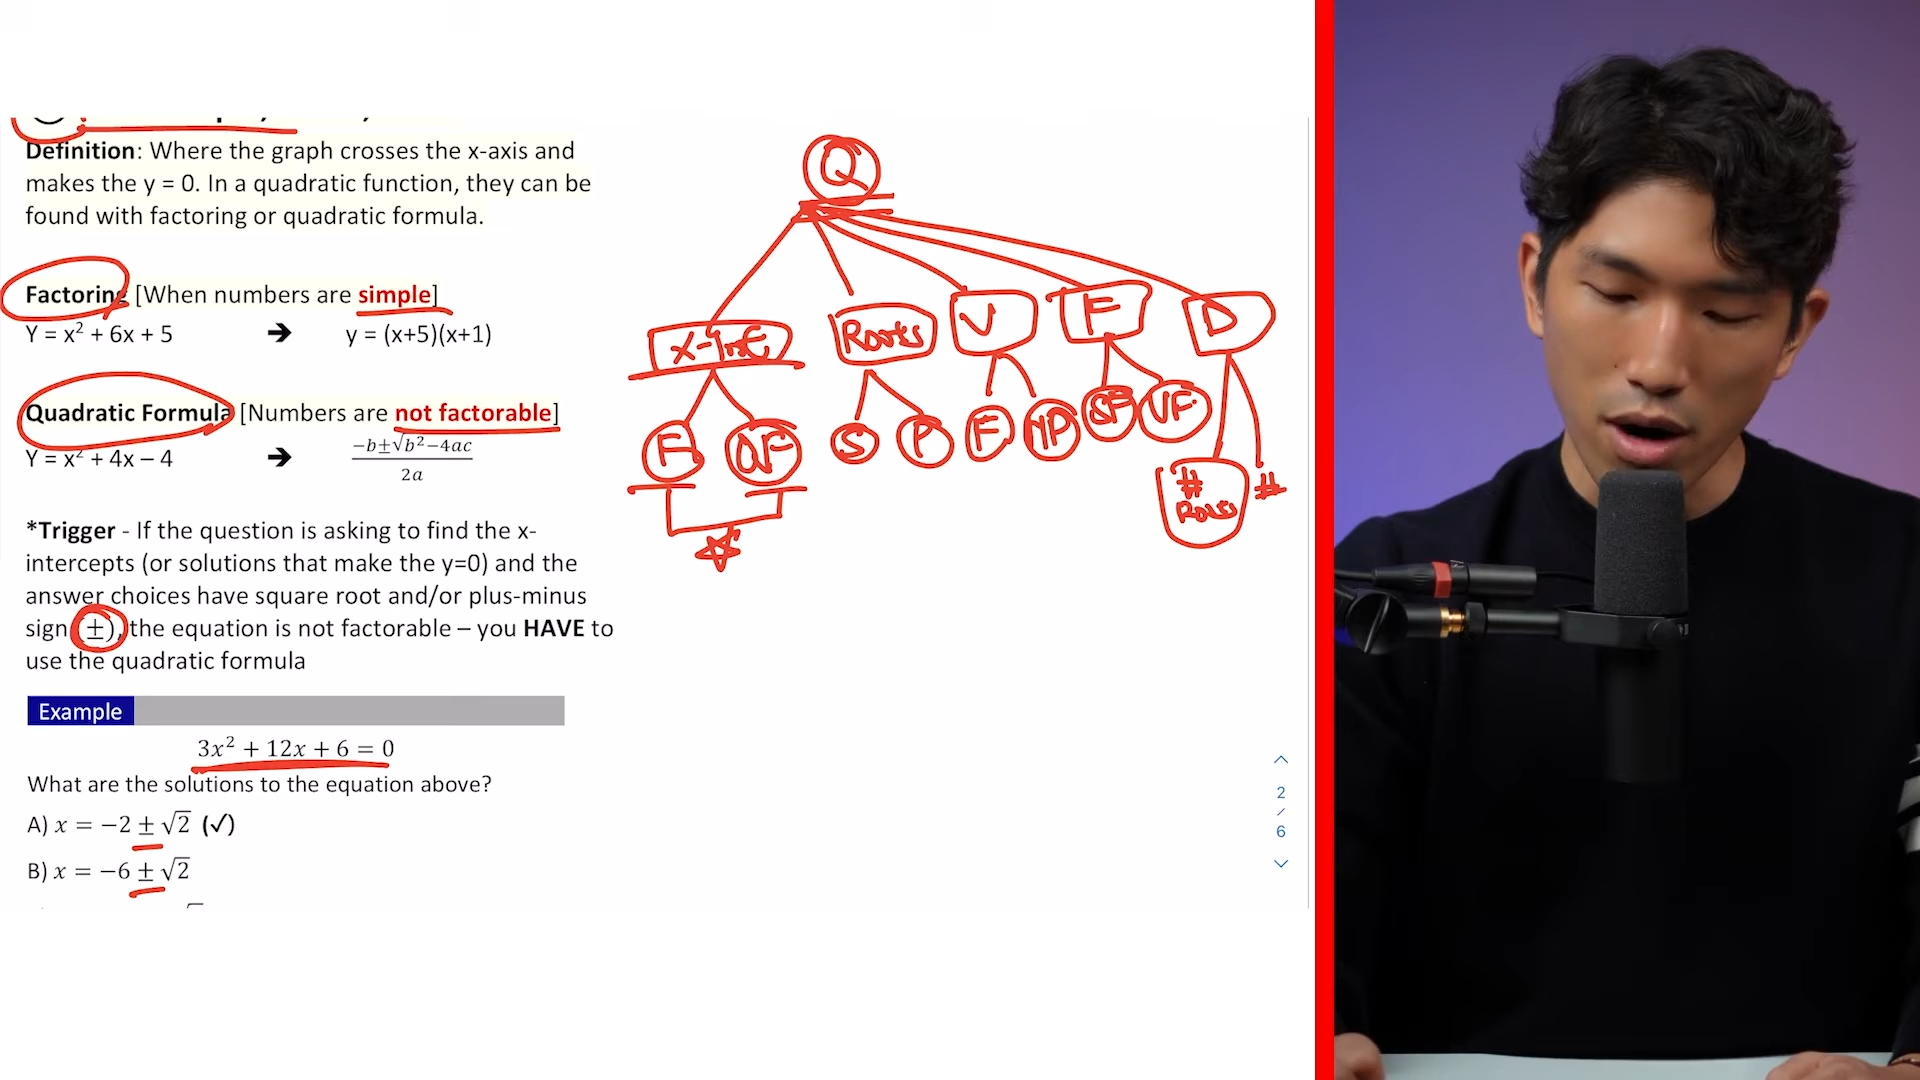 Definition: Where the graph crosses the x-axis and
makes the y = 0. In a quadratic function, they can be
found with factoring or quadratic formula.
Factoring [When numbers are simple]
Y = x² + 6x + 5 ➔ y = (x+5)(x+1)
Quadratic Formula [Numbers are not factorable]
Y = x² + 4x – 4 ➔ −b±√b²−4ac
2a
*Trigger - If the question is asking to find the x-
intercepts (or solutions that make the y=0) and the
answer choices have square root and/or plus-minus
sign (±), the equation is not factorable – you HAVE to
use the quadratic formula
Example
3x² + 12x + 6 = 0
What are the solutions to the equation above?
A) x = −2 ± √2 (✓)
B) x = −6 ± √2
Q
X-Int Roots V F D
F QF S P F MP SF VF
# Roots #
2
/
6